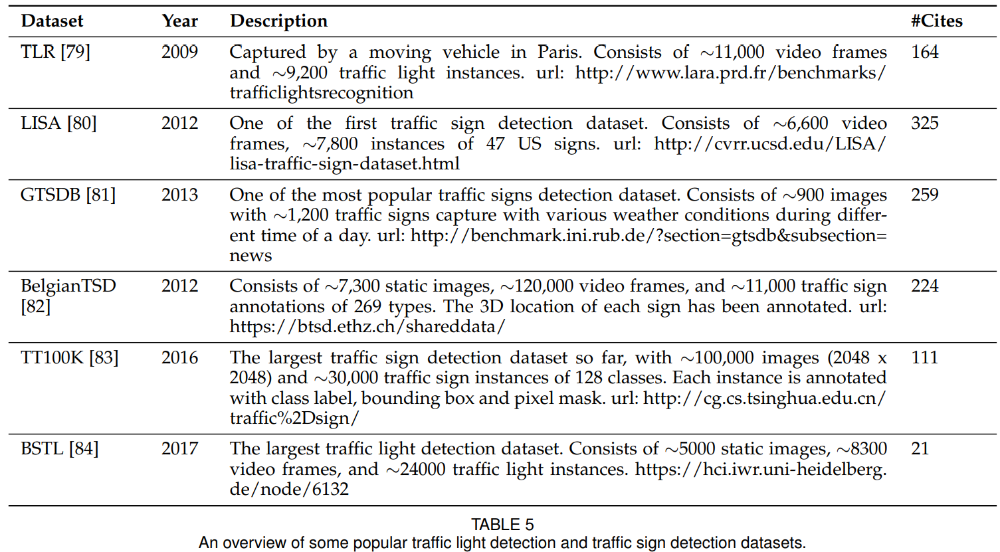 Dataset Year Description #Cites
TLR [79] 2009 Captured by a moving vehicle in Paris. Consists of ∼11,000 video frames 164
and ∼9,200 traffic light instances. url: http://www.lara.prd.fr/benchmarks/
trafficlightsrecognition
LISA [80] 2012 One of the first traffic sign detection dataset. Consists of ∼6,600 video 325
frames, ∼7,800 instances of 47 US signs. url: http://cvrr.ucsd.edu/LISA/
lisa-traffic-sign-dataset.html
GTSDB [81] 2013 One of the most popular traffic signs detection dataset. Consists of ∼900 images 259
with ∼1,200 traffic signs capture with various weather conditions during differ-
ent time of a day. url: http://benchmark.ini.rub.de/?section=gtsdb&subsection=
news
BelgianTSD 2012 Consists of ∼7,300 static images, ∼120,000 video frames, and ∼11,000 traffic sign 224
[82] annotations of 269 types. The 3D location of each sign has been annotated. url:
https://btsd.ethz.ch/shareddata/
TT100K [83] 2016 The largest traffic sign detection dataset so far, with ∼100,000 images (2048 x 111
2048) and ∼30,000 traffic sign instances of 128 classes. Each instance is annotated
with class label, bounding box and pixel mask. url: http://cg.cs.tsinghua.edu.cn/
traffic%2Dsign/
BSTL [84] 2017 The largest traffic light detection dataset. Consists of ∼5000 static images, ∼8300 21
video frames, and ∼24000 traffic light instances. https://hci.iwr.uni-heidelberg.
de/node/6132
TABLE 5
An overview of some popular traffic light detection and traffic sign detection datasets.